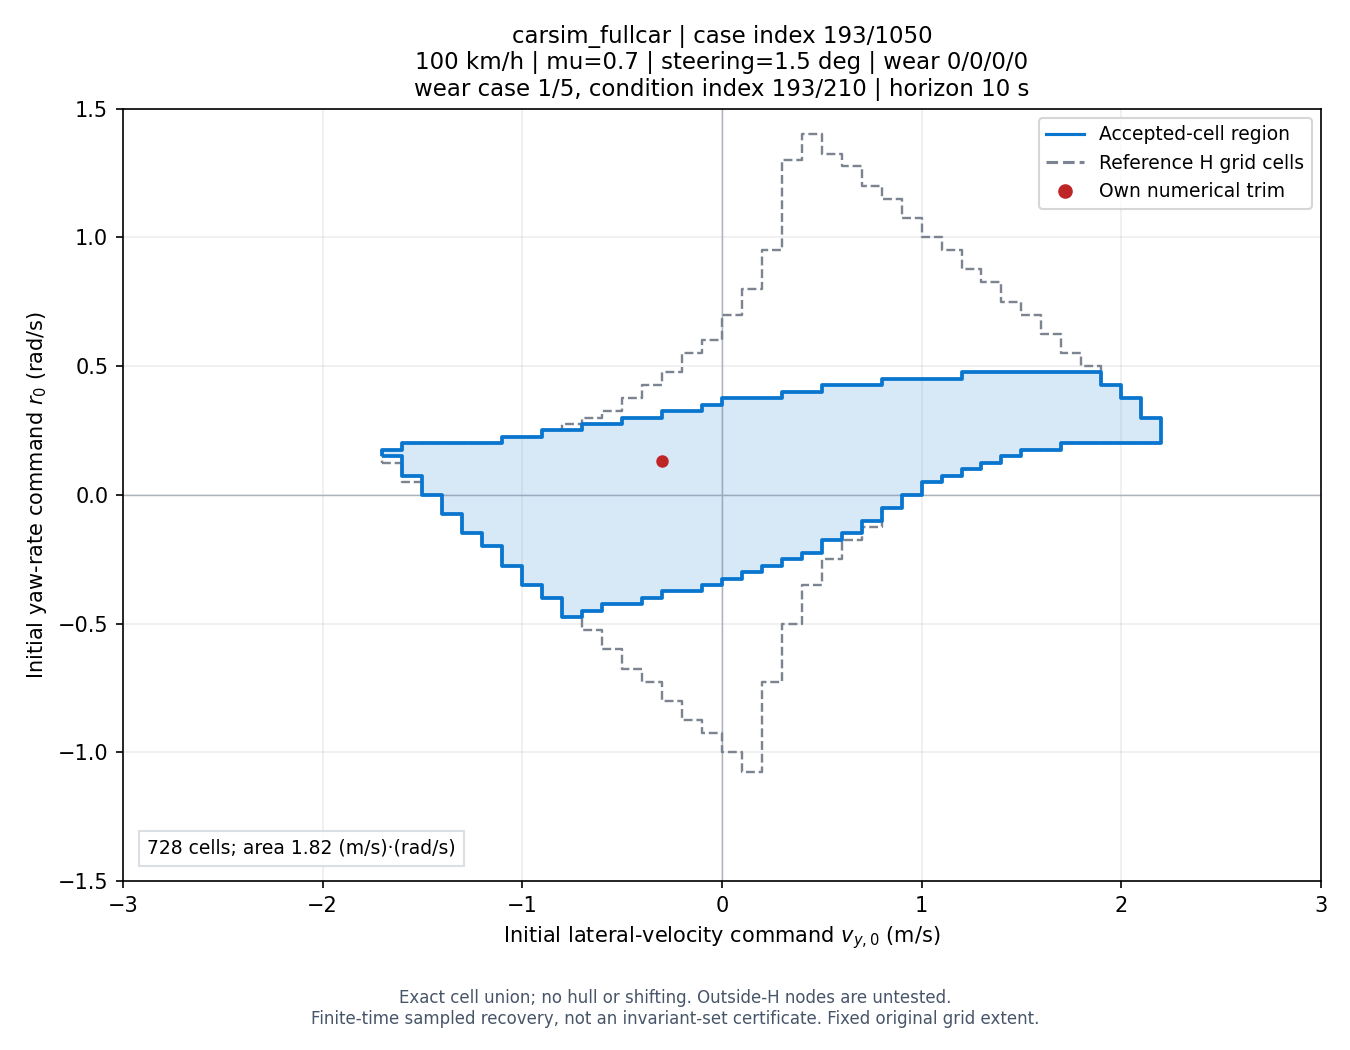 carsim_fullcar | case index 193/1050
100 km/h | mu=0.7 | steering=1.5 deg | wear 0/0/0/0
wear case 1/5, condition index 193/210 | horizon 10 s
Accepted-cell region
Reference H grid cells
Own numerical trim
1.5
1.0
0.5
0.0
−0.5
−1.0
−1.5
Initial yaw-rate command r0 (rad/s)
728 cells; area 1.82 (m/s)·(rad/s)
−3
−2
−1
0
1
2
3
Initial lateral-velocity command vy,0 (m/s)
Exact cell union; no hull or shifting. Outside-H nodes are untested.
Finite-time sampled recovery, not an invariant-set certificate. Fixed original grid extent.